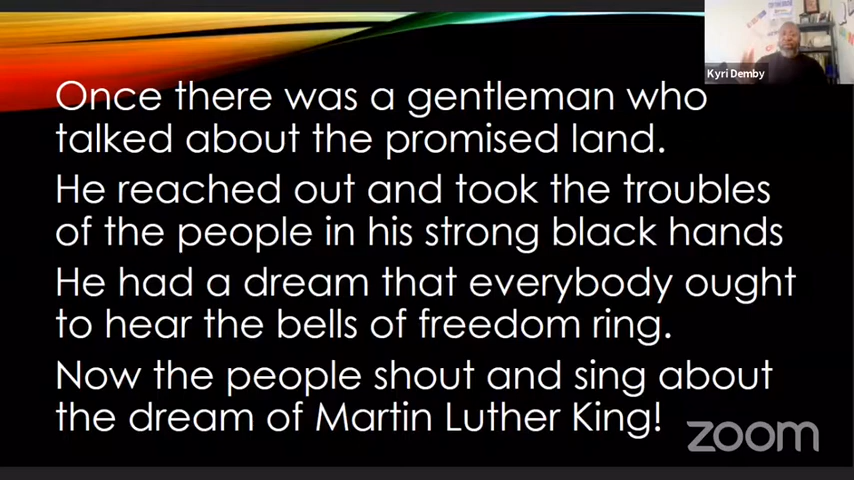 Kyri Demby
Once there was a gentleman who
talked about the promised land.
He reached out and took the troubles
of the people in his strong black hands
He had a dream that everybody ought
to hear the bells of freedom ring.
Now the people shout and sing about
the dream of Martin Luther King!
zoom